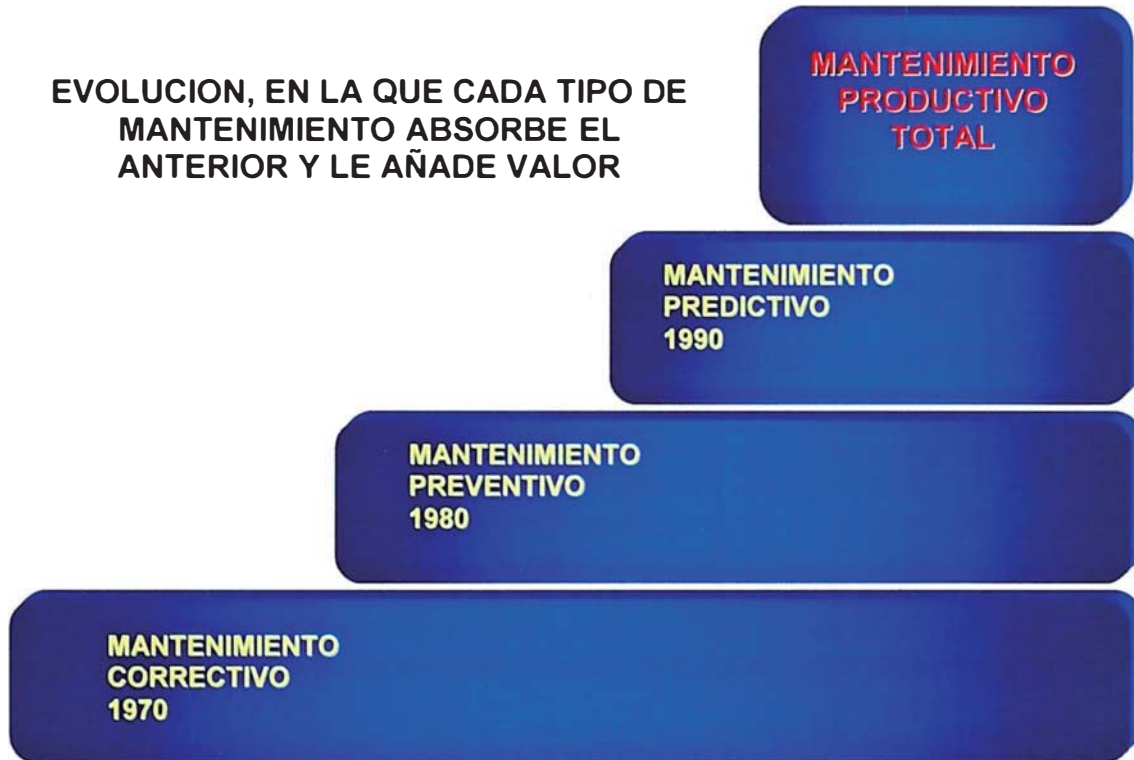 EVOLUCION, EN LA QUE CADA TIPO DE
MANTENIMIENTO ABSORBE EL
ANTERIOR Y LE AÑADE VALOR
MANTENIMIENTO
PRODUCTIVO
TOTAL
MANTENIMIENTO
PREDICTIVO
1990
MANTENIMIENTO
PREVENTIVO
1980
MANTENIMIENTO
CORRECTIVO
1970